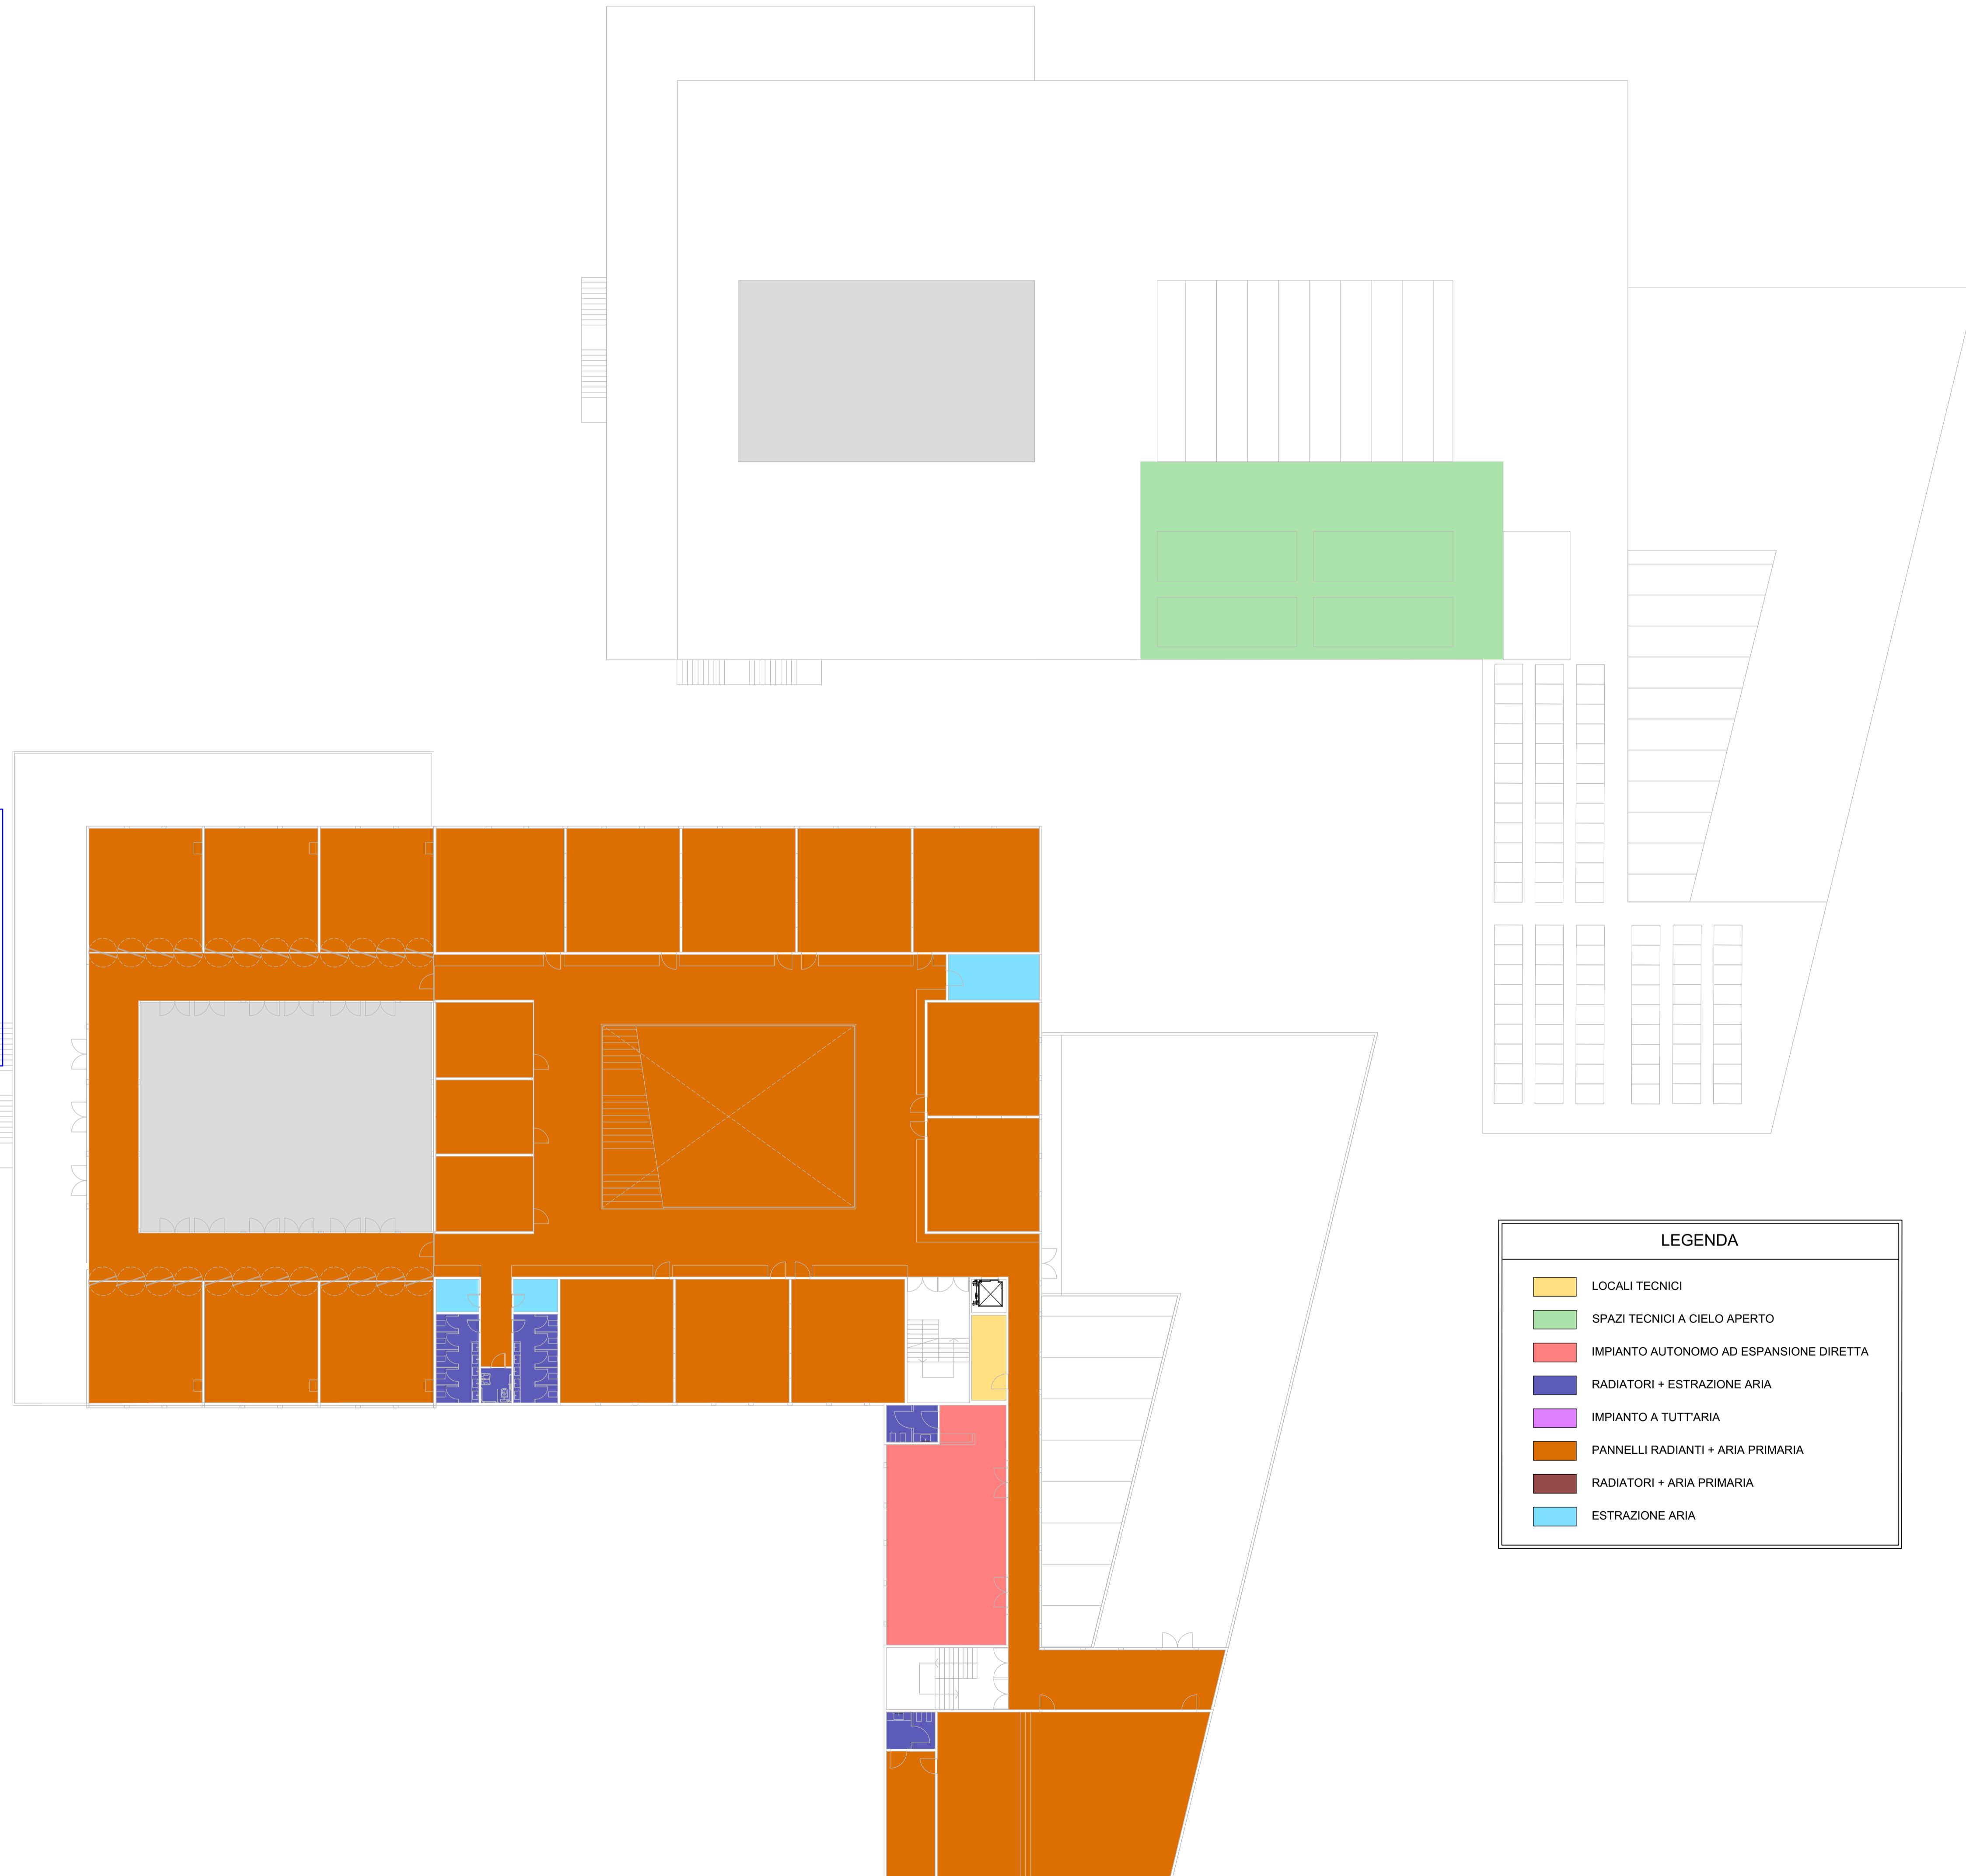 LEGENDA
LOCALI TECNICI
SPAZI TECNICI A CIELO APERTO
IMPIANTO AUTONOMO AD ESPANSIONE DIRETTA
RADIATORI + ESTRAZIONE ARIA
IMPIANTO A TUTT'ARIA
PANNELLI RADIANTI + ARIA PRIMARIA
RADIATORI + ARIA PRIMARIA
ESTRAZIONE ARIA